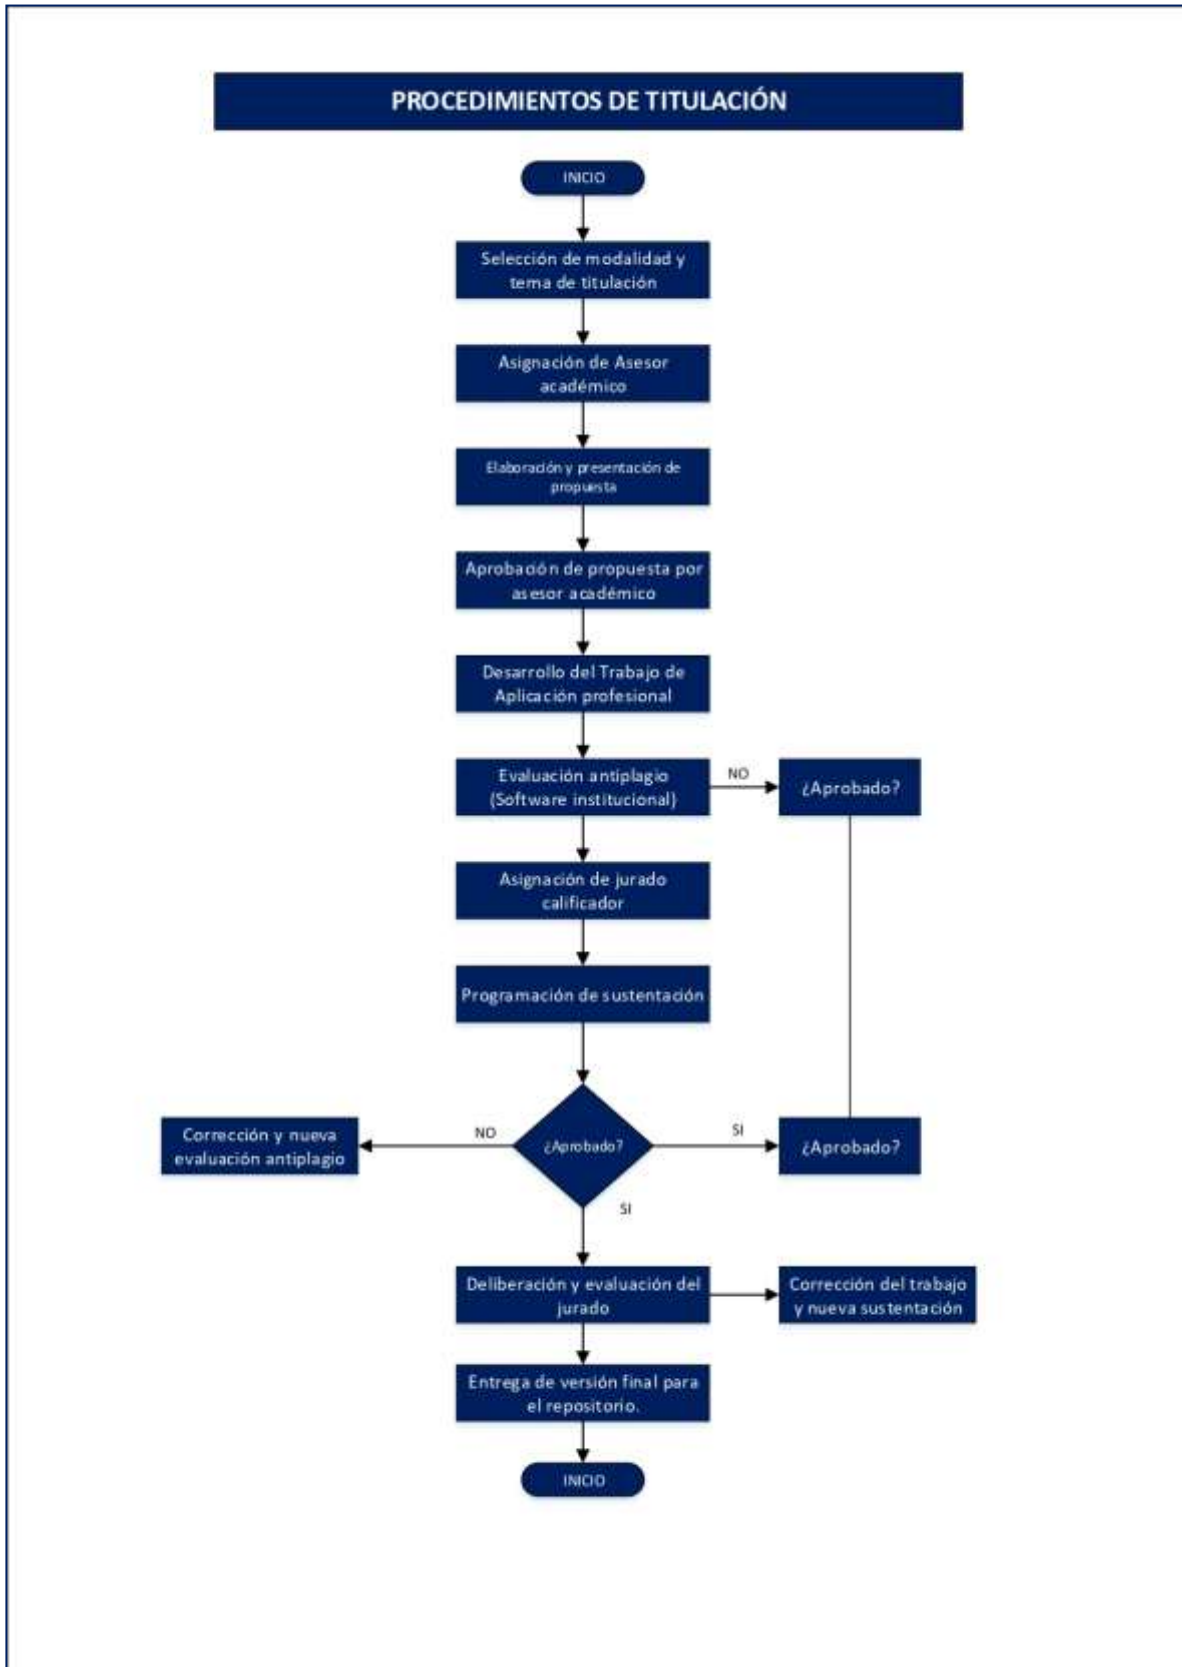 PROCEDIMIENTOS DE TITULACIÓN
INICIO
Selección de modalidad y
tema de titulación
Asignación de Asesor
académico
Elaboración y presentación de
propuesta
Aprobación de propuesta por
asesor académico
Desarrollo del Trabajo de
Aplicación profesional
Evaluación antiplagio
(Software institucional)
NO
¿Aprobado?
Asignación de jurado
calificador
Programación de sustentación
Corrección y nueva
evaluación antiplagio
NO
¿Aprobado?
SI
¿Aprobado?
SI
Deliberación y evaluación del
jurado
Corrección del trabajo
y nueva sustentación
Entrega de versión final para
el repositorio.
INICIO